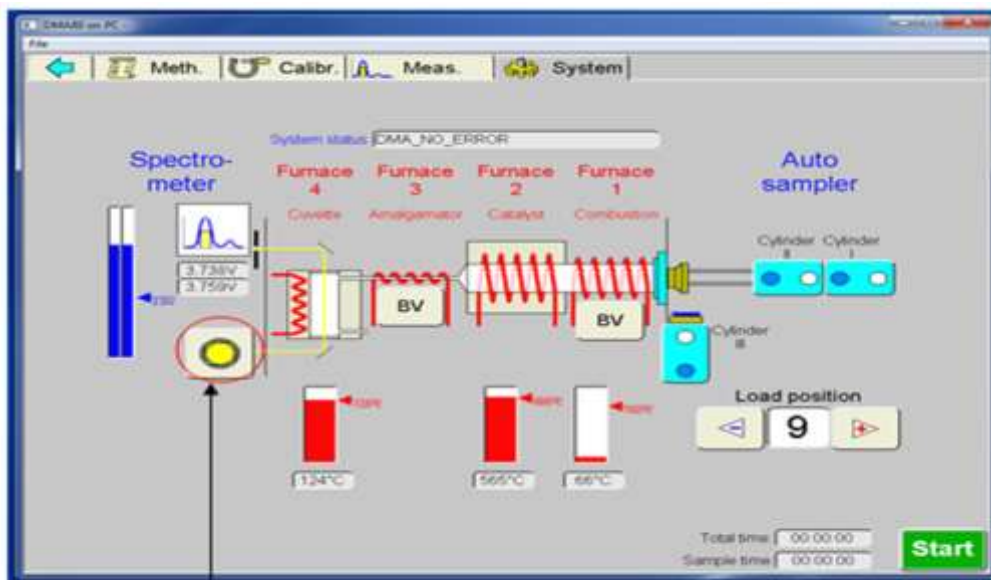 DMA80 on PC
File
Meth. Calibr. Meas. System
System status DMA_NO_ERROR
Spectro-
meter
Furnace
4
Furnace
3
Furnace
2
Furnace
1
Auto
sampler
Cuvette
Amalgamator
Catalyst
Combustion
Cylinder
II
Cylinder
I
3.738V
3.759V
BV
BV
Cylinder
III
Load position
9
124°C
565°C
66°C
Total time 00:00:00
Sample time 00:00:00
Start